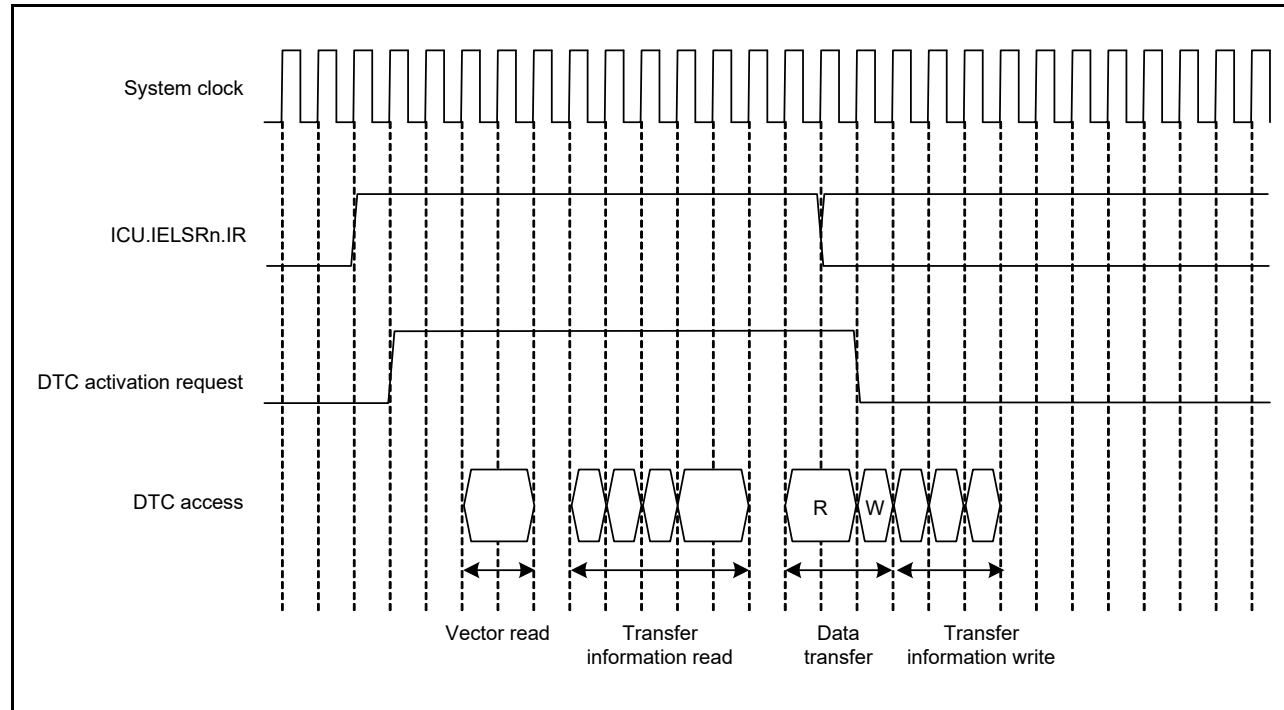 System clock
ICU.IELSRn.IR
DTC activation request
DTC access
R
W
Vector read
Transfer
information read
Data
transfer
Transfer
information write